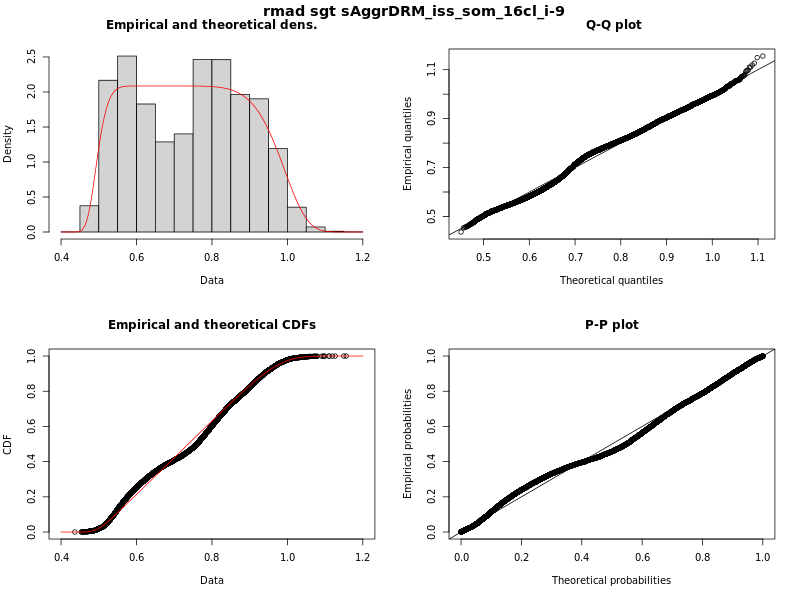 rmad sgt sAggrDRM_iss_som_16cl_i-9
Empirical and theoretical dens.
Density
0.0 0.5 1.0 1.5 2.0 2.5
0.4 0.6 0.8 1.0 1.2
Data
Q-Q plot
Empirical quantiles
0.5 0.7 0.9 1.1
0.5 0.6 0.7 0.8 0.9 1.0 1.1
Theoretical quantiles
Empirical and theoretical CDFs
CDF
0.0 0.2 0.4 0.6 0.8 1.0
0.4 0.6 0.8 1.0 1.2
Data
P-P plot
Empirical probabilities
0.0 0.2 0.4 0.6 0.8 1.0
0.0 0.2 0.4 0.6 0.8 1.0
Theoretical probabilities